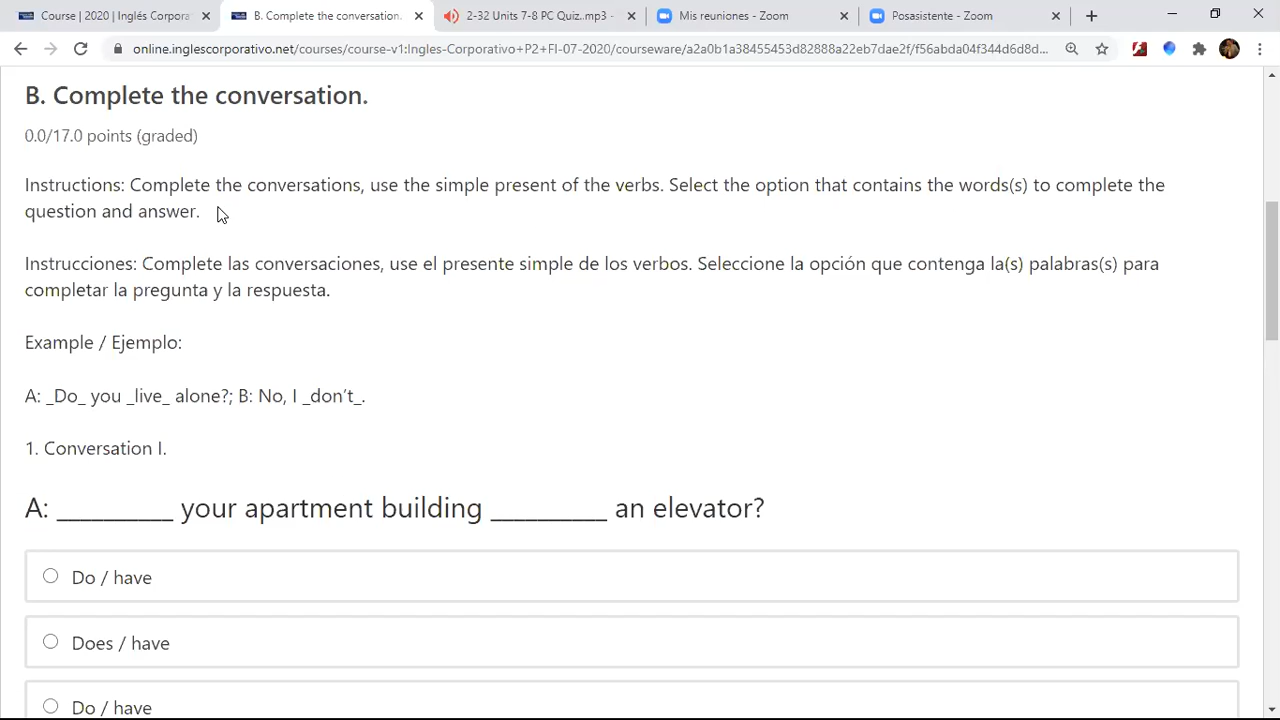 Course | 2020 | Inglés Corpora
B. Complete the conversation.
2-32 Units 7-8 PC Quiz..mp3 -
Mis reuniones - Zoom
Posasistente - Zoom
online.inglescorporativo.net/courses/course-v1:Ingles-Corporativo+P2+FI-07-2020/courseware/a2a0b1a38455453d82888a22eb7dae2f/f56abda04f344d6d8d...
B. Complete the conversation.
0.0/17.0 points (graded)
Instructions: Complete the conversations, use the simple present of the verbs. Select the option that contains the words(s) to complete the
question and answer.
Instrucciones: Complete las conversaciones, use el presente simple de los verbos. Seleccione la opción que contenga la(s) palabras(s) para
completar la pregunta y la respuesta.
Example / Ejemplo:
A: _Do_ you _live_ alone?; B: No, I _don't_.
1. Conversation I.
A: __________ your apartment building __________ an elevator?
Do / have
Does / have
Do / have